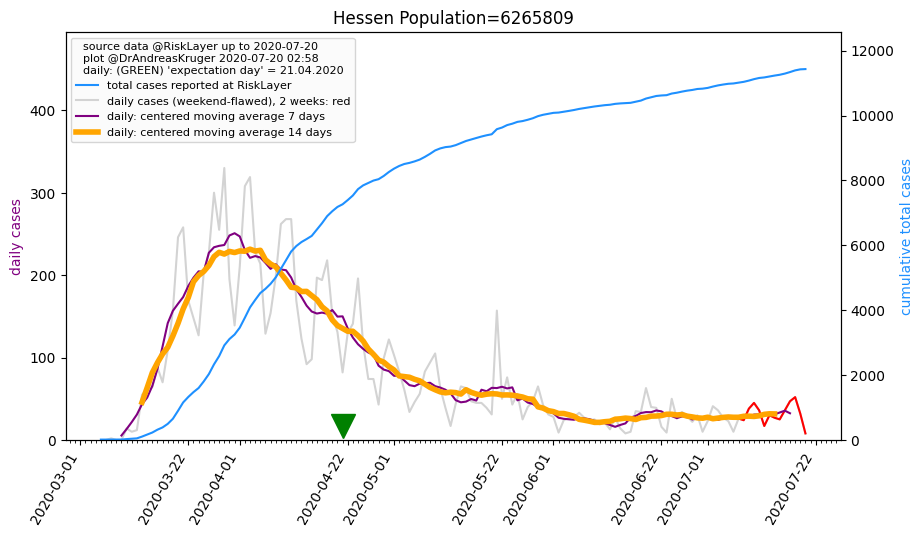 Hessen Population=6265809
source data @RiskLayer up to 2020-07-20
plot @DrAndreasKruger 2020-07-20 02:58
daily: (GREEN) 'expectation day' = 21.04.2020
total cases reported at RiskLayer
daily cases (weekend-flawed), 2 weeks: red
daily: centered moving average 7 days
daily: centered moving average 14 days
daily cases
400
300
200
100
0
cumulative total cases
12000
10000
8000
6000
4000
2000
0
2020-03-01
2020-03-22
2020-04-01
2020-04-22
2020-05-01
2020-05-22
2020-06-01
2020-06-22
2020-07-01
2020-07-22